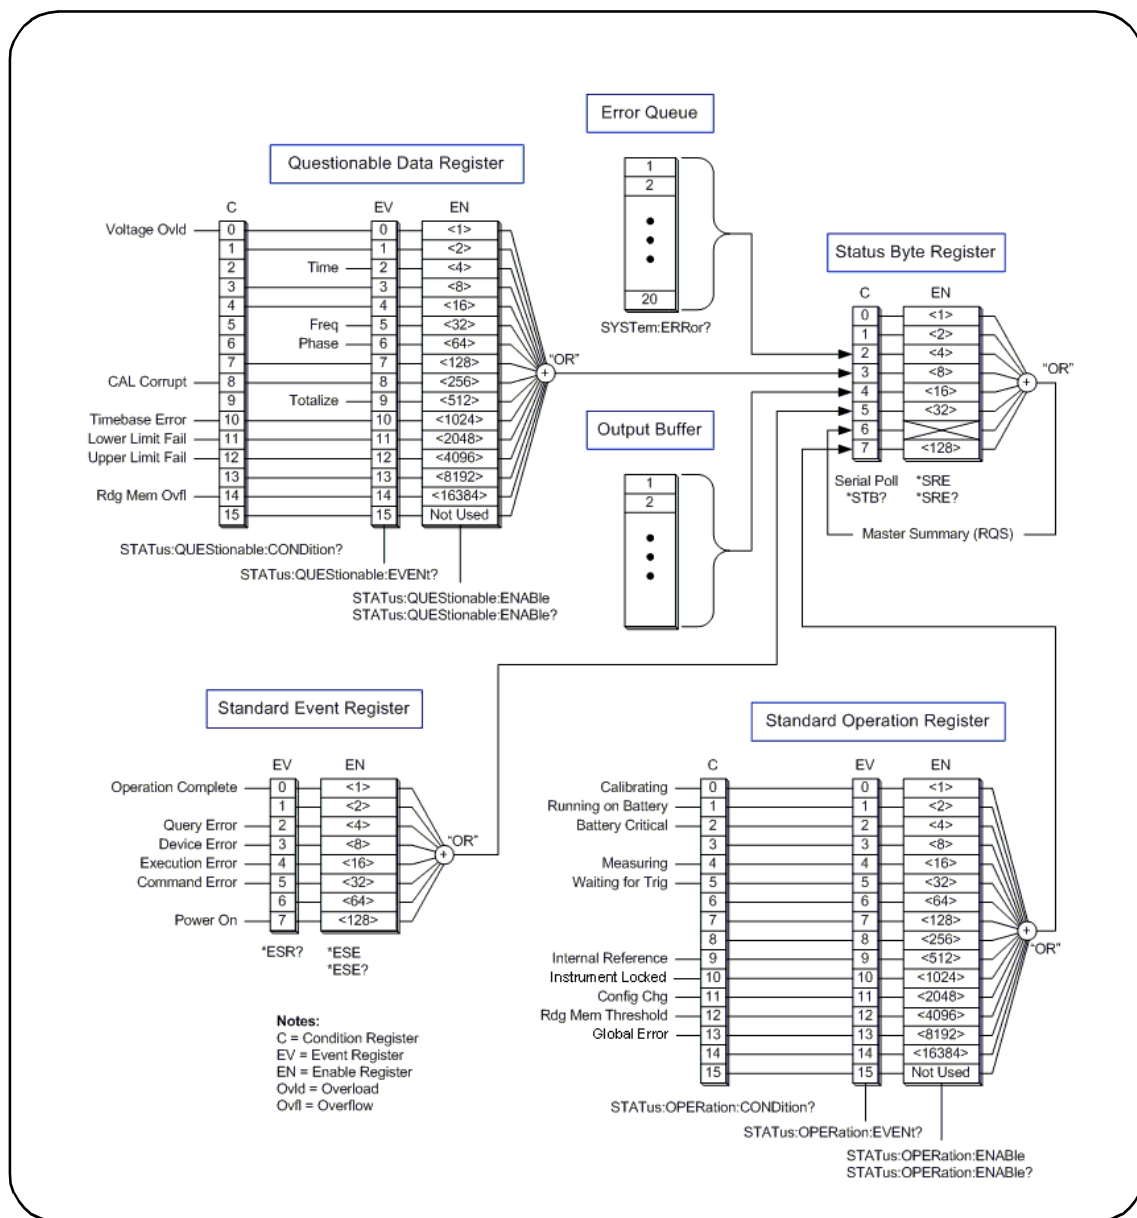 Error Queue
1
2
20
SYSTem:ERRor?
Questionable Data Register
C EV EN
Voltage Ovld 0 0 <1>
1 1 <2>
2 Time 2 <4>
3 3 <8>
4 4 <16>
5 Freq 5 <32>
6 Phase 6 <64>
7 7 <128>
CAL Corrupt 8 8 <256>
9 Totalize 9 <512>
Timebase Error 10 10 <1024>
Lower Limit Fail 11 11 <2048>
Upper Limit Fail 12 12 <4096>
13 13 <8192>
Rdg Mem Ovfl 14 14 <16384>
15 15 Not Used
"OR"
STATus:QUEStionable:CONDition?
STATus:QUEStionable:EVENt?
STATus:QUEStionable:ENABle
STATus:QUEStionable:ENABle?
Output Buffer
1
2
Status Byte Register
C EN
0 <1>
1 <2>
2 <4>
3 <8>
4 <16>
5 <32>
6
7 <128>
"OR"
Serial Poll *SRE
*STB? *SRE?
Master Summary (RQS)
Standard Event Register
EV EN
Operation Complete 0 <1>
1 <2>
Query Error 2 <4>
Device Error 3 <8>
Execution Error 4 <16>
Command Error 5 <32>
6 <64>
Power On 7 <128>
"OR"
*ESR? *ESE
*ESE?
Standard Operation Register
C EV EN
Calibrating 0 0 <1>
Running on Battery 1 1 <2>
Battery Critical 2 2 <4>
3 3 <8>
Measuring 4 4 <16>
Waiting for Trig 5 5 <32>
6 6 <64>
7 7 <128>
8 8 <256>
Internal Reference 9 9 <512>
Instrument Locked 10 10 <1024>
Config Chg 11 11 <2048>
Rdg Mem Threshold 12 12 <4096>
Global Error 13 13 <8192>
14 14 <16384>
15 15 Not Used
"OR"
STATus:OPERation:CONDition?
STATus:OPERation:EVENt?
STATus:OPERation:ENABle
STATus:OPERation:ENABle?
Notes:
C = Condition Register
EV = Event Register
EN = Enable Register
Ovld = Overload
Ovfl = Overflow